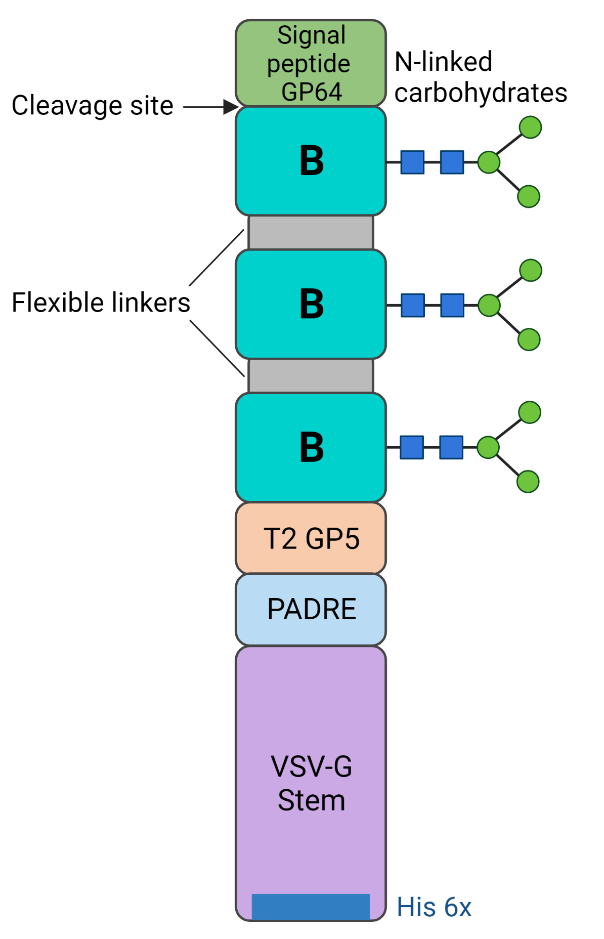 Signal
peptide
GP64
N-linked
carbohydrates
Cleavage site
B
Flexible linkers
B
B
T2 GP5
PADRE
VSV-G
Stem
His 6x